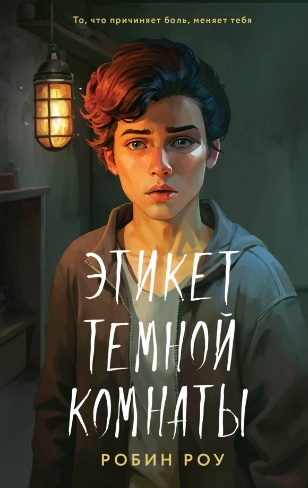 То, что причиняет боль, меняет тебя
ЭТИКЕТ
ТЕМНОЙ
КОМНАТЫ
РОБИН РОУ